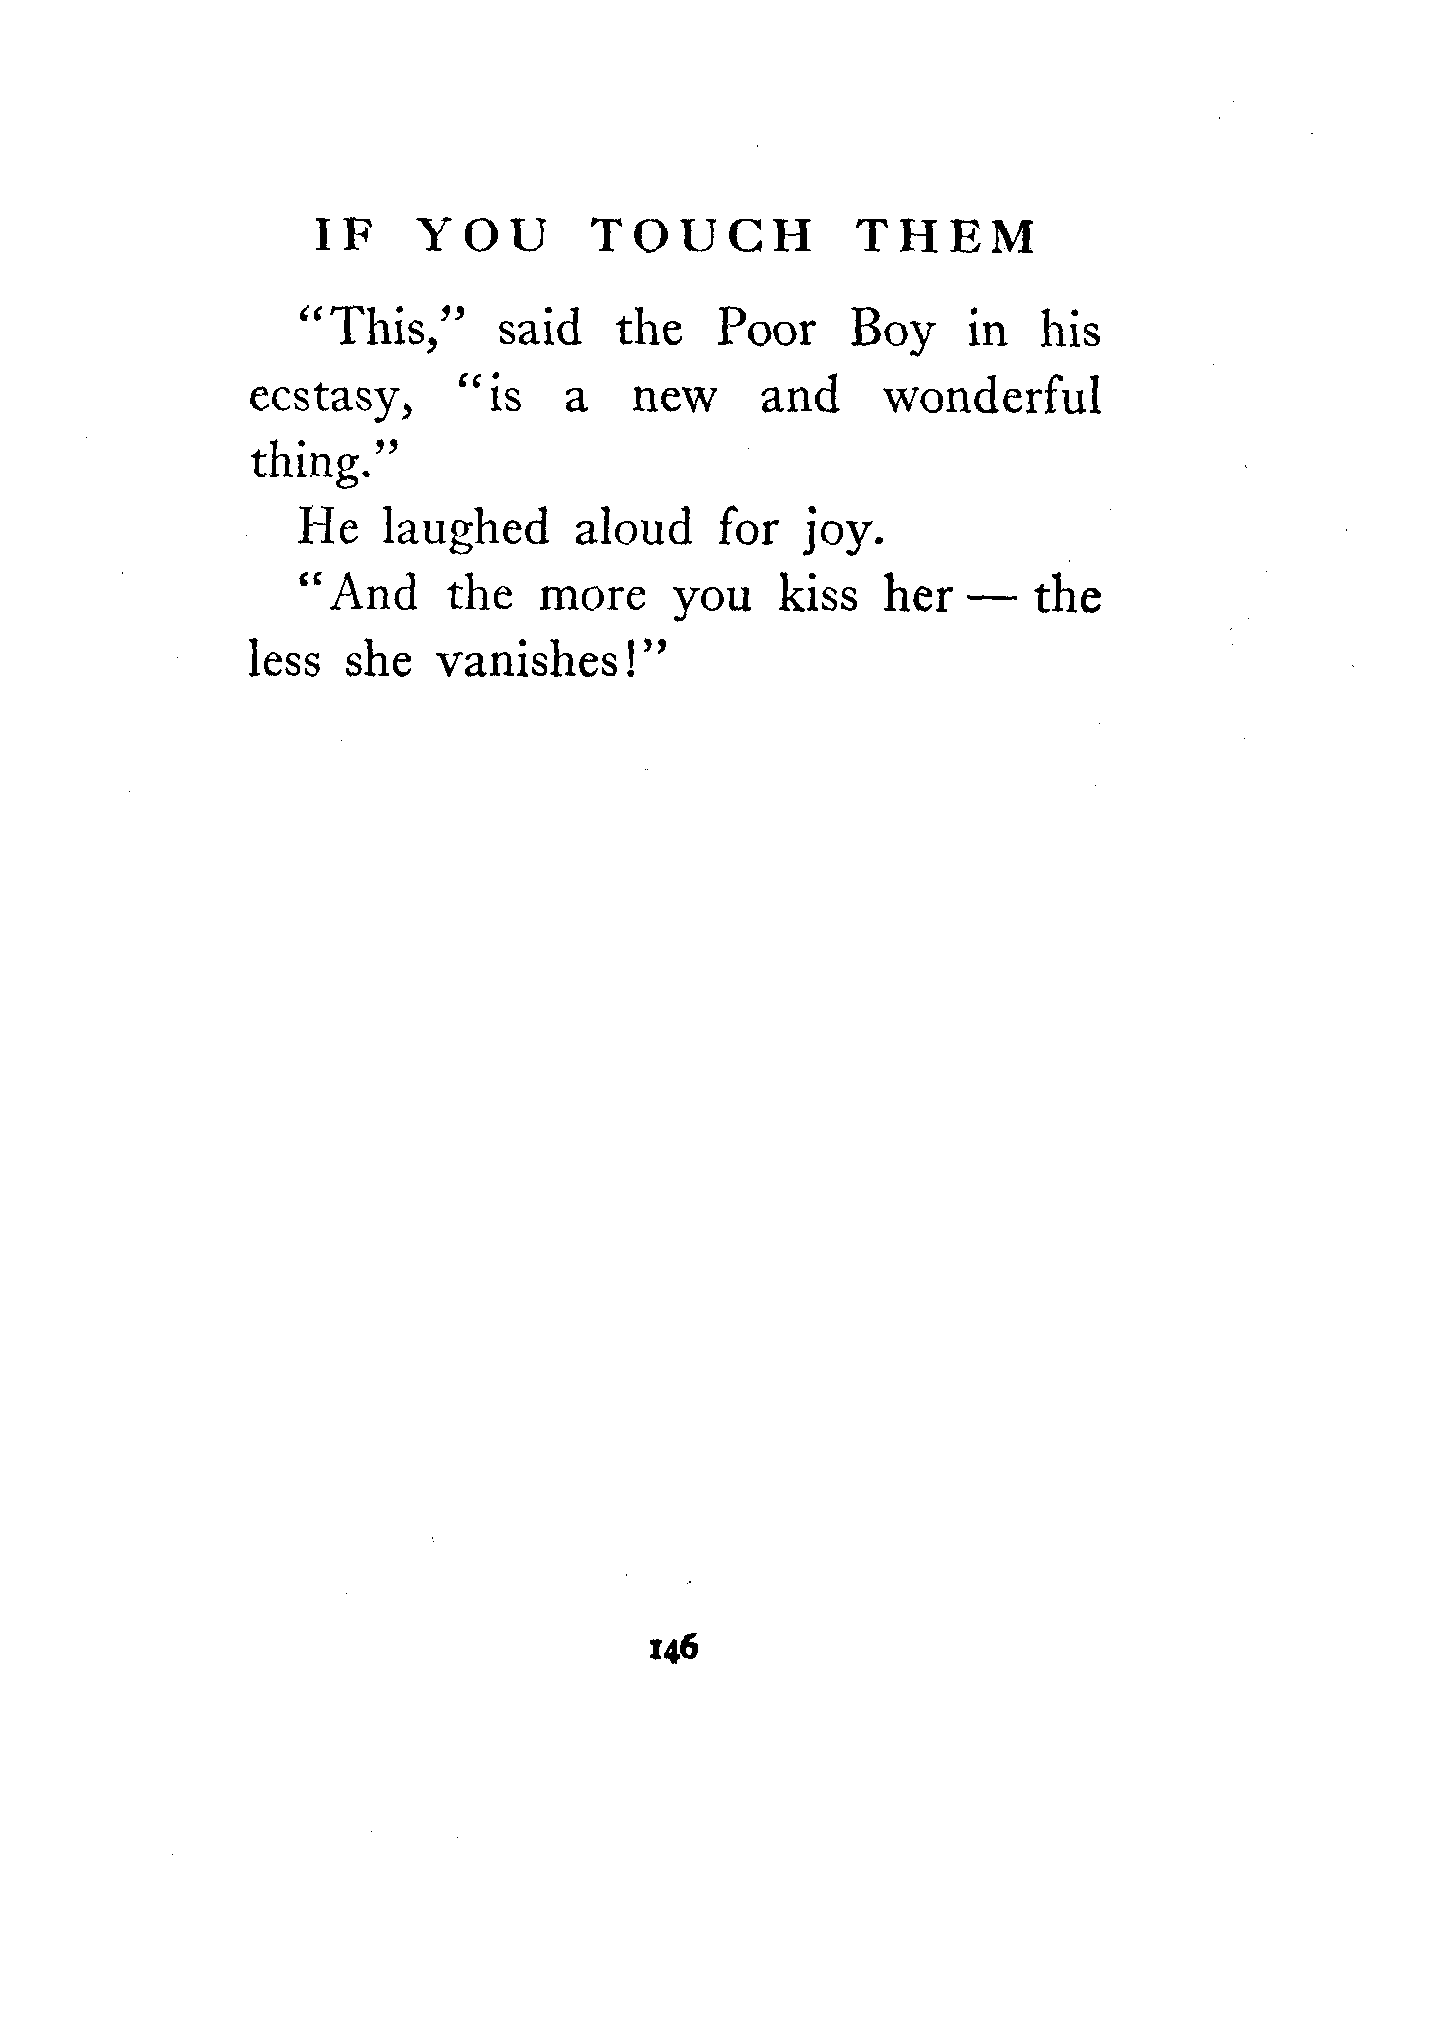 IF YOU TOUCH THEM
“This,” said the Poor Boy in his
ecstasy, “is a new and wonderful
thing.”
He laughed aloud for joy.
“And the more you kiss her — the
less she vanishes!”
146